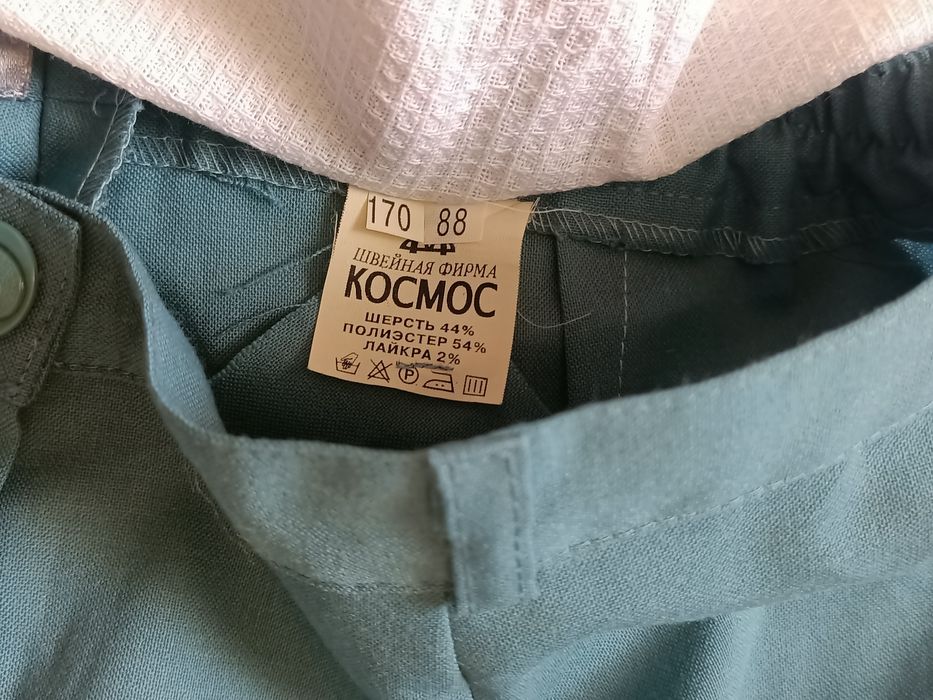 170 88
ШВЕЙНАЯ ФИРМА
КОСМОС
ШЕРСТЬ 44%
ПОЛИЭСТЕР 54%
ЛАЙКРА 2%
P